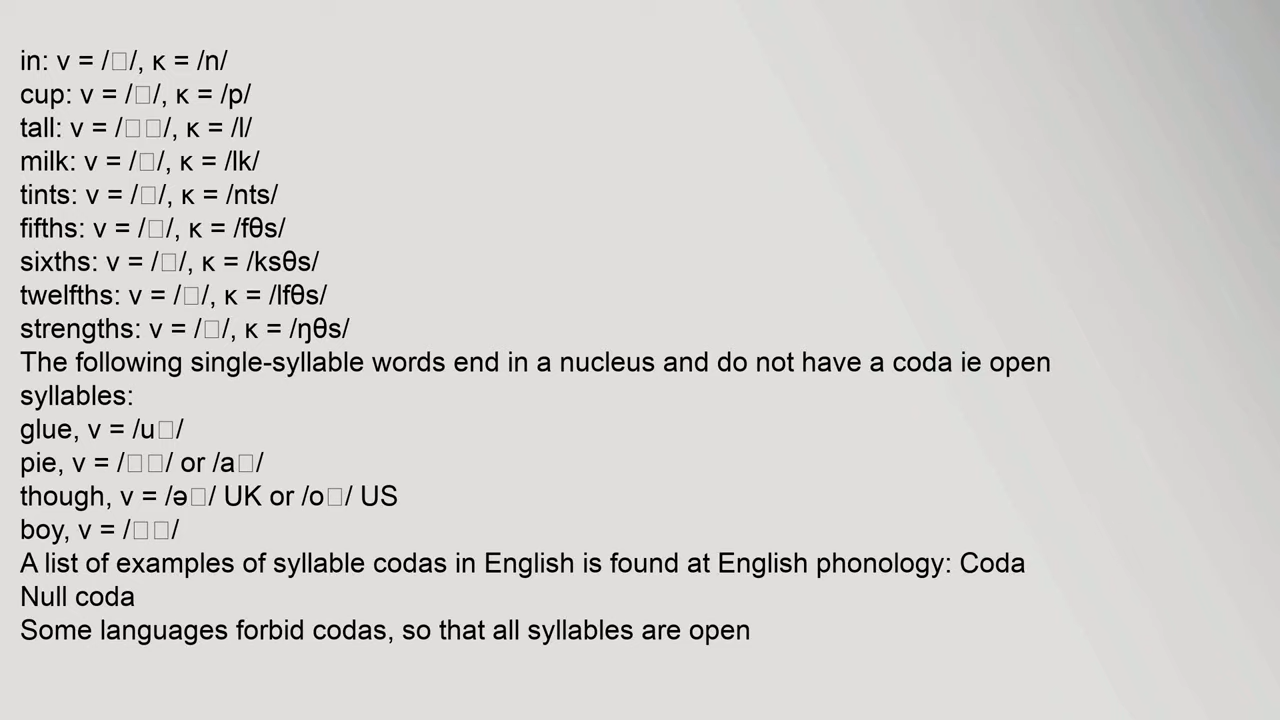 in: ν = /□/, κ = /n/
cup: ν = /□/, κ = /p/
tall: ν = /□□/, κ = /l/
milk: ν = /□/, κ = /lk/
tints: ν = /□/, κ = /nts/
fifths: ν = /□/, κ = /fθs/
sixths: ν = /□/, κ = /ksθs/
twelfths: ν = /□/, κ = /lfθs/
strengths: ν = /□/, κ = /ŋθs/
The following single-syllable words end in a nucleus and do not have a coda ie open
syllables:
glue, ν = /u□/
pie, ν = /□□/ or /a□/
though, ν = /ə□/ UK or /o□/ US
boy, ν = /□□/
A list of examples of syllable codas in English is found at English phonology: Coda
Null coda
Some languages forbid codas, so that all syllables are open